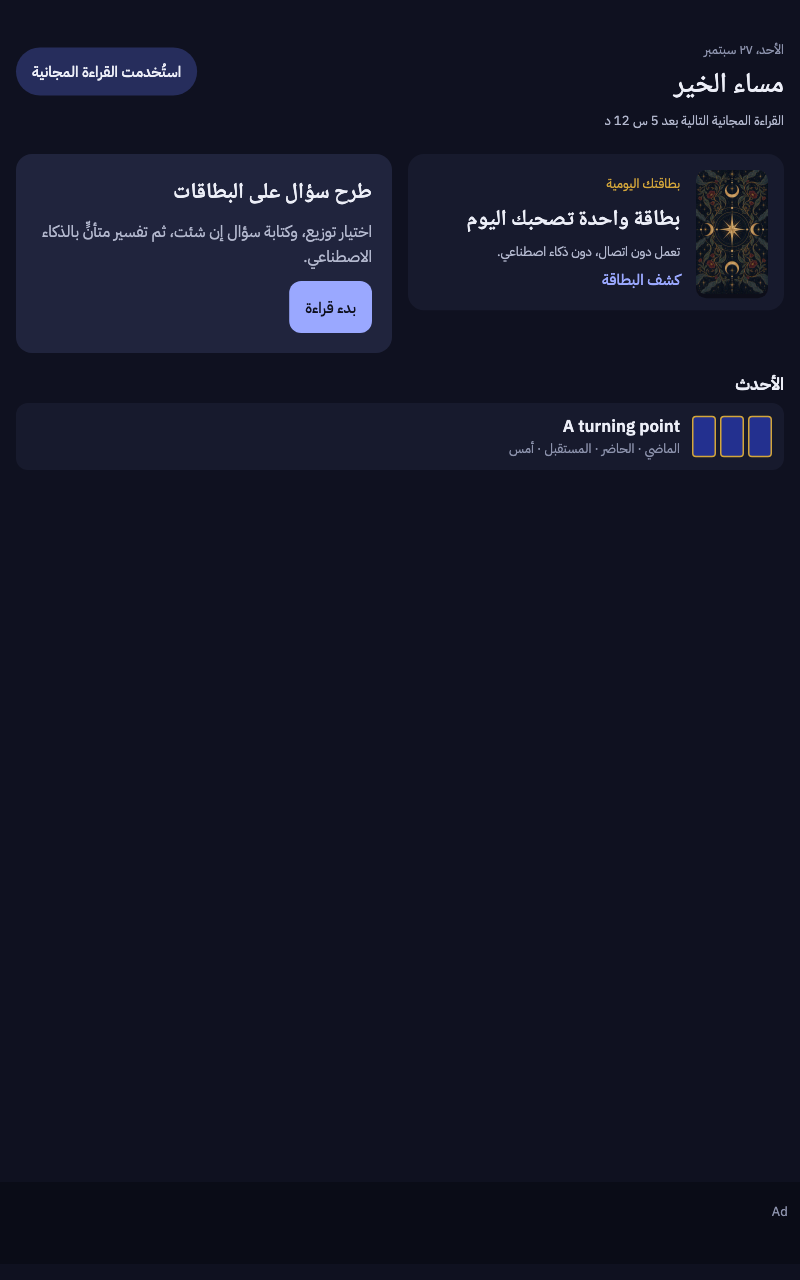 الأحد، ٢٧ سبتمبر
مساء الخير
القراءة المجانية التالية بعد 5 س 12 د
استُخدمت القراءة المجانية
بطاقتك اليومية
بطاقة واحدة تصحبك اليوم
تعمل دون اتصال، دون ذكاء اصطناعي.
كشف البطاقة
طرح سؤال على البطاقات
اختيار توزيع، وكتابة سؤال إن شئت، ثم تفسير متأنٍّ بالذكاء
الاصطناعي.
بدء قراءة
الأحدث
A turning point
الماضي · الحاضر · المستقبل · أمس
Ad